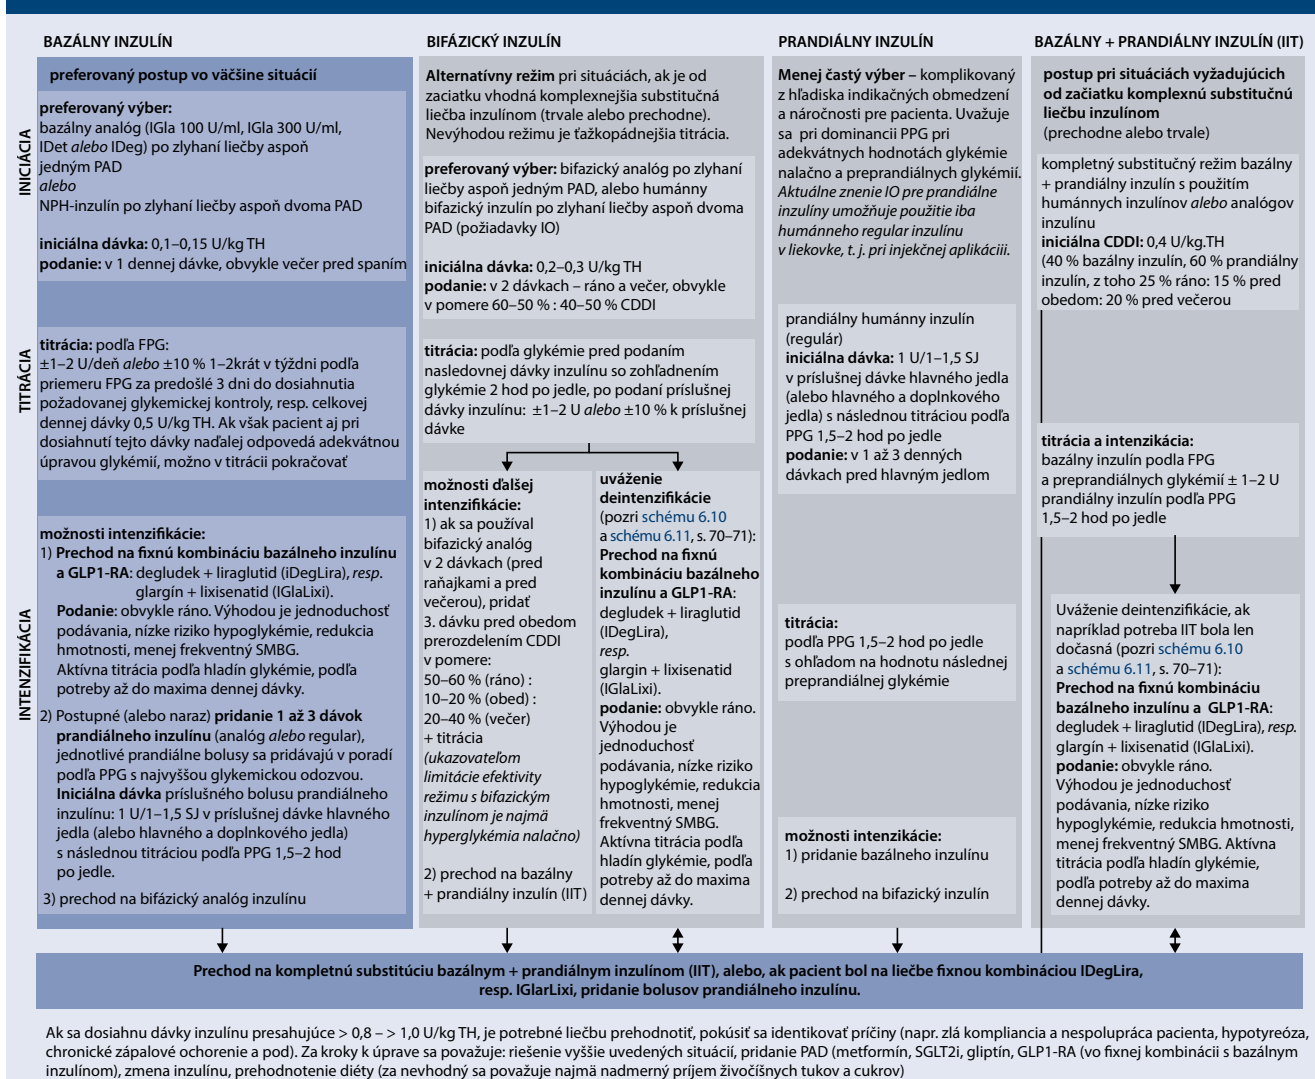 BAZÁLNY INZULÍN
preferovaný postup vo väčšine situácií
INICIÁCIA
preferovaný výber:
bazálny analóg (IGla 100 U/ml, IGla 300 U/ml,
IDet alebo IDeg) po zlyhaní liečby aspoň
jedným PAD
alebo
NPH-inzulín po zlyhaní liečby aspoň dvoma PAD
iniciálna dávka: 0,1–0,15 U/kg TH
podanie: v 1 dennej dávke, obvykle večer pred spaním
TITRÁCIA
titrácia: podľa FPG:
±1–2 U/deň alebo ±10 % 1–2krát v týždni podľa
priemeru FPG za predošlé 3 dni do dosiahnutia
požadovanej glykemickej kontroly, resp. celkovej
dennej dávky 0,5 U/kg TH. Ak však pacient aj pri
dosiahnutí tejto dávky naďalej odpovedá adekvátnou
úpravou glykémií, možno v titrácii pokračovať
INTENZIFIKÁCIA
možnosti intenzifikácie:
1) Prechod na fixnú kombináciu bazálneho inzulínu
a GLP1-RA: degludek + liraglutid (iDegLira), resp.
glargín + lixisenatid (IGlaLixi).
Podanie: obvykle ráno. Výhodou je jednoduchosť
podávania, nízke riziko hypoglykémie, redukcia
hmotnosti, menej frekventný SMBG.
Aktívna titrácia podľa hladín glykémie, podľa
potreby až do maxima dennej dávky.
2) Postupné (alebo naraz) pridanie 1 až 3 dávok
prandiálneho inzulínu (analóg alebo regular),
jednotlivé prandiálne bolusy sa pridávajú v poradí
podľa PPG s najvyššou glykemickou odozvou.
Iniciálna dávka príslušného bolusu prandiálneho
inzulínu: 1 U/1–1,5 SJ v príslušnej dávke hlavného
jedla (alebo hlavného a doplnkového jedla)
s následnou titráciou podľa PPG 1,5–2 hod
po jedle.
3) prechod na bifázický analóg inzulínu
BIFÁZICKÝ INZULÍN
Alternatívny režim pri situáciách, ak je od
zaciatku vhodná komplexnejšia substitučná
liečba inzulínom (trvale alebo prechodne).
Nevýhodou režimu je ťažkopádnejšia titrácia.
preferovaný výber: bifazický analóg po zlyhaní
liečby aspoň jedným PAD, alebo humánny
bifazický inzulín po zlyhaní liečby aspoň dvoma
PAD (požiadavky IO)
iniciálna dávka: 0,2–0,3 U/kg TH
podanie: v 2 dávkach – ráno a večer, obvykle
v pomere 60–50 % : 40–50 % CDDI
titrácia: podľa glykémie pred podaním
nasledovnej dávky inzulínu so zohľadnením
glykémie 2 hod po jedle, po podaní príslušnej
dávky inzulínu: ±1–2 U alebo ±10 % k príslušnej
dávke
možnosti ďalšej
intenzifikácie:
1) ak sa používal
bifazický analóg
v 2 dávkach (pred
raňajkami a pred
večerou), pridať
3. dávku pred obedom
prerozdelením CDDI
v pomere:
50–60 % (ráno) :
10–20 % (obed) :
20–40 % (večer)
+ titrácia
(ukazovateľom
limitácie efektivity
režimu s bifazickým
inzulínom je najmä
hyperglykémia nalačno)
2) prechod na bazálny
+ prandiálny inzulín (IIT)
uváženie
deintenzifikácie
(pozri schému 6.10
a schému 6.11, s. 70–71):
Prechod na fixnú
kombináciu bazálneho
inzulínu a GLP1-RA:
degludek + liraglutid
(IDegLira),
resp.
glargin + lixisenatid
(IGlaLixi).
podanie: obvykle ráno.
Výhodou je
jednoduchosť
podávania, nízke riziko
hypoglykémie, redukcia
hmotnosti, menej
frekventný SMBG.
Aktívna titrácia podľa
hladín glykémie, podľa
potreby až do maxima
dennej dávky.
PRANDIÁLNY INZULÍN
Menej častý výber – komplikovaný
z hľadiska indikačných obmedzení
a náročnosti pre pacienta. Uvažuje
sa pri dominancii PPG pri
adekvátnych hodnotách glykémie
nalačno a preprandiálnych glykémií.
Aktuálne znenie IO pre prandiálne
inzulíny umožňuje použitie iba
humánneho regular inzulínu
v liekovke, t. j. pri injekčnej aplikáciii.
prandiálny humánny inzulín
(regulár)
iniciálna dávka: 1 U/1–1,5 SJ
v príslušnej dávke hlavného jedla
(alebo hlavného a doplnkového
jedla) s následnou titráciou podľa
PPG 1,5–2 hod po jedle
podanie: v 1 až 3 denných
dávkach pred hlavným jedlom
titrácia:
podľa PPG 1,5–2 hod po jedle
s ohľadom na hodnotu následnej
preprandiálnej glykémie
možnosti intenzikácie:
1) pridanie bazálneho inzulínu
2) prechod na bifazický inzulín
BAZÁLNY + PRANDIÁLNY INZULÍN (IIT)
postup pri situáciách vyžadujúcich
od začiatku komplexnú substitučnú
liečbu inzulínom
(prechodne alebo trvale)
kompletný substitučný režim bazálny
+ prandiálny inzulín s použitím
humánnych inzulínov alebo analógov
inzulínu
iniciálna CDDI: 0,4 U/kg.TH
(40 % bazálny inzulín, 60 % prandiálny
inzulín, z toho 25 % ráno: 15 % pred
obedom: 20 % pred večerou
titrácia a intenzikácia:
bazálny inzulín podla FPG
a preprandiálnych glykémií ± 1–2 U
prandiálny inzulín podľa PPG
1,5–2 hod po jedle
Uváženie deintenzifikácie, ak
napríklad potreba IIT bola len
dočasná (pozri schému 6.10
a schému 6.11, s. 70–71):
Prechod na fixnú kombináciu
bazálneho inzulínu a GLP1-RA:
degludek + liraglutid (IDegLira), resp.
glargín + lixisenatid (IGlaLixi).
podanie: obvykle ráno.
Výhodou je jednoduchosť
podávania, nízke riziko
hypoglykémie, redukcia hmotnosti,
menej frekventný SMBG. Aktívna
titrácia podľa hladín glykémie,
podľa potreby až do maxima
dennej dávky.
Prechod na kompletnú substitúciu bazálnym + prandiálnym inzulínom (IIT), alebo, ak pacient bol na liečbe fixnou kombináciou IDegLira,
resp. IGlarLixi, pridanie bolusov prandiálneho inzulínu.
Ak sa dosiahnu dávky inzulínu presahujúce > 0,8 – > 1,0 U/kg TH, je potrebné liečbu prehodnotiť, pokúsiť sa identikovať príčiny (napr. zlá kompliancia a nespolupráca pacienta, hypotyreóza,
chronické zápalové ochorenie a pod). Za kroky k úprave sa považuje: riešenie vyššie uvedených situácií, pridanie PAD (metformín, SGLT2i, gliptín, GLP1-RA (vo fixnej kombinácii s bazálnym
inzulínom), zmena inzulínu, prehodnotenie diéty (za nevhodný sa považuje najmä nadmerný príjem živočíšnych tukov a cukrov)